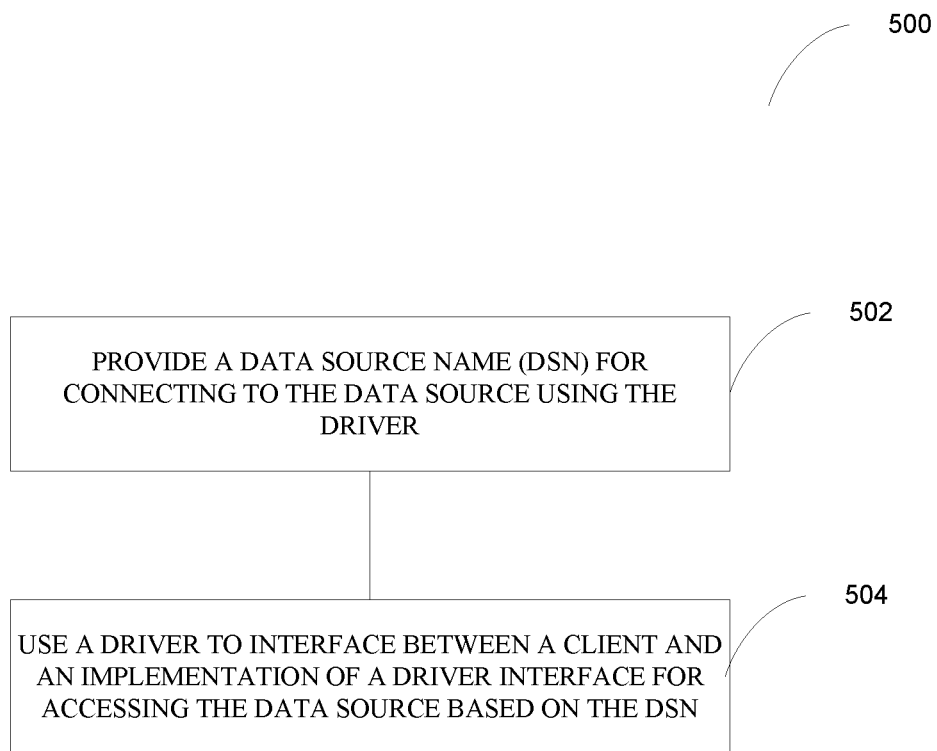 500
502
PROVIDE A DATA SOURCE NAME (DSN) FOR
CONNECTING TO THE DATA SOURCE USING THE
DRIVER
504
USE A DRIVER TO INTERFACE BETWEEN A CLIENT AND
AN IMPLEMENTATION OF A DRIVER INTERFACE FOR
ACCESSING THE DATA SOURCE BASED ON THE DSN